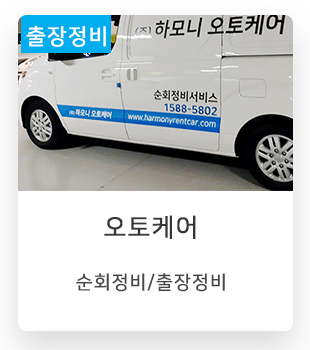 출장정비
(주) 하모니 오토케어
순회정비서비스
1588-5802
(주) 하모니 오토케어
www.harmonyrentcar.com
오토케어
순회정비/출장정비